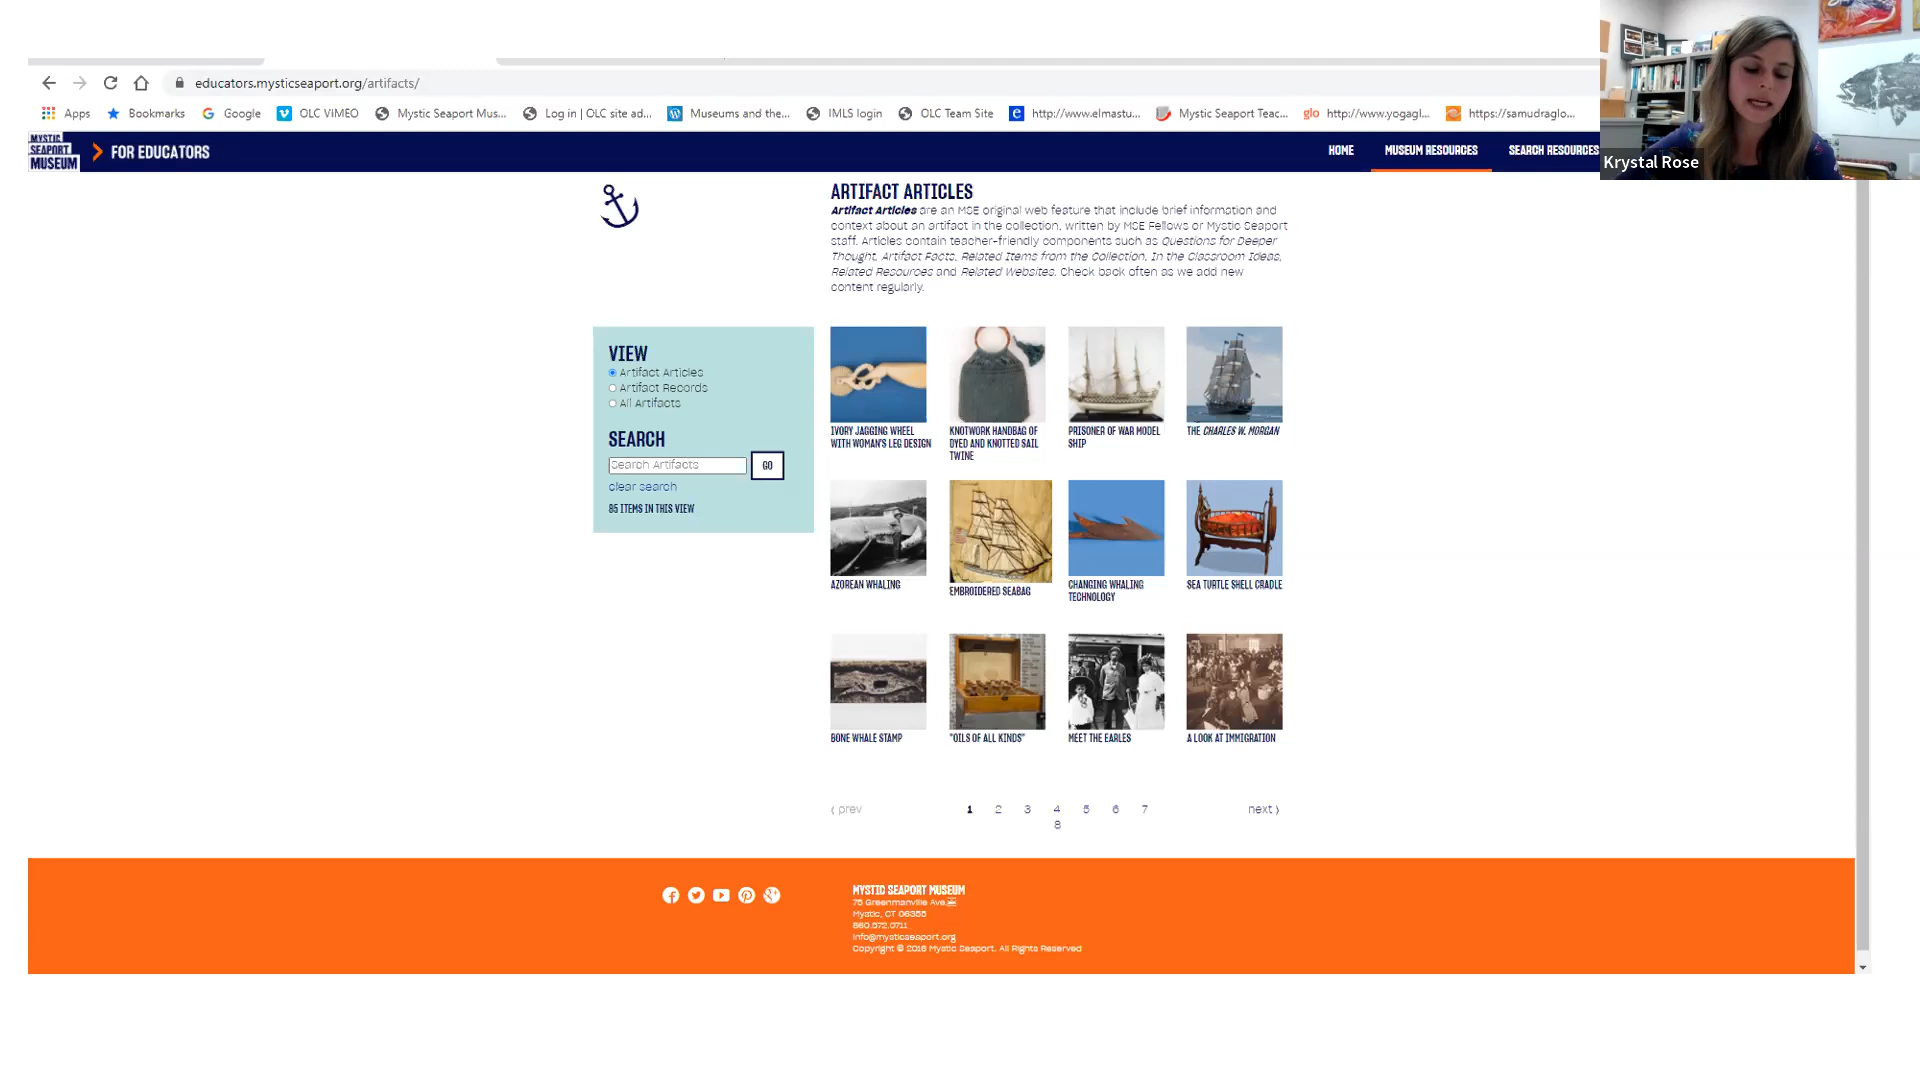 educators.mysticseaport.org/artifacts/
Apps Bookmarks Google OLC ViMEO Mystic Seaport Mus... Log in | OLC site ad... Museums and the... IMLS login OLC Team Site http://www.elmastu... Mystic Seaport Teac... glo http://www.yogagl... https://samudraglo...
MYSTIC
SEAPORT
MUSEUM
FOR EDUCATORS
HOME MUSEUM RESOURCES SEARCH RESOURCES
Krystal Rose
ARTIFACT ARTICLES
Artifact Articles are an MSE original web feature that include brief information and
context about an artifact in the collection, written by MSE Fellows or Mystic Seaport
staff. Articles contain teacher-friendly components such as Questions for Deeper
Thought, Artifact Facts, Related Items from the Collection, In the Classroom Ideas,
Related Resources and Related Websites. Check back often as we add new
content regularly.
VIEW
Artifact Articles
Artifact Records
All Artifacts
SEARCH
Search Artifacts GO
clear search
85 ITEMS IN THIS VIEW
IVORY JAGGING WHEEL
WITH WOMAN'S LEG DESIGN
KNOTWORK HANDBAG OF
DYED AND KNOTTED SAIL
TWINE
PRISONER OF WAR MODEL
SHIP
THE CHARLES W. MORGAN
AZOREAN WHALING
EMBROIDERED SEABAG
CHANGING WHALING
TECHNOLOGY
SEA TURTLE SHELL CRADLE
BONE WHALE STAMP
"OILS OF ALL KINDS"
MEET THE EARLES
A LOOK AT IMMIGRATION
‹ prev 1 2 3 4 5 6 7 next ›
8
MYSTIC SEAPORT MUSEUM
75 Greenmanville Ave.
Mystic, CT 06355
860.572.0711
info@mysticseaport.org
Copyright © 2016 Mystic Seaport. All Rights Reserved